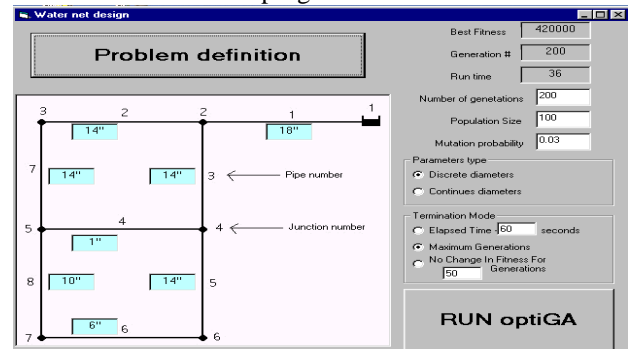 Water net design
Problem definition
Best Fitness 420000
Generation # 200
Run time 36
Number of genetations 200
Population Size 100
Mutation probability 0.03
Parameters type
Discrete diameters
Continues diameters
Termination Mode
Elapsed Time - 60 seconds
Maximum Generations
No Change In Fitness For
50 Generations
RUN optiGA
3 2 2 1 1
14" 18"
7 14" 14" 3 Pipe number
4
5 4 Junction number
1"
8 10" 14" 5
6" 6
7 6